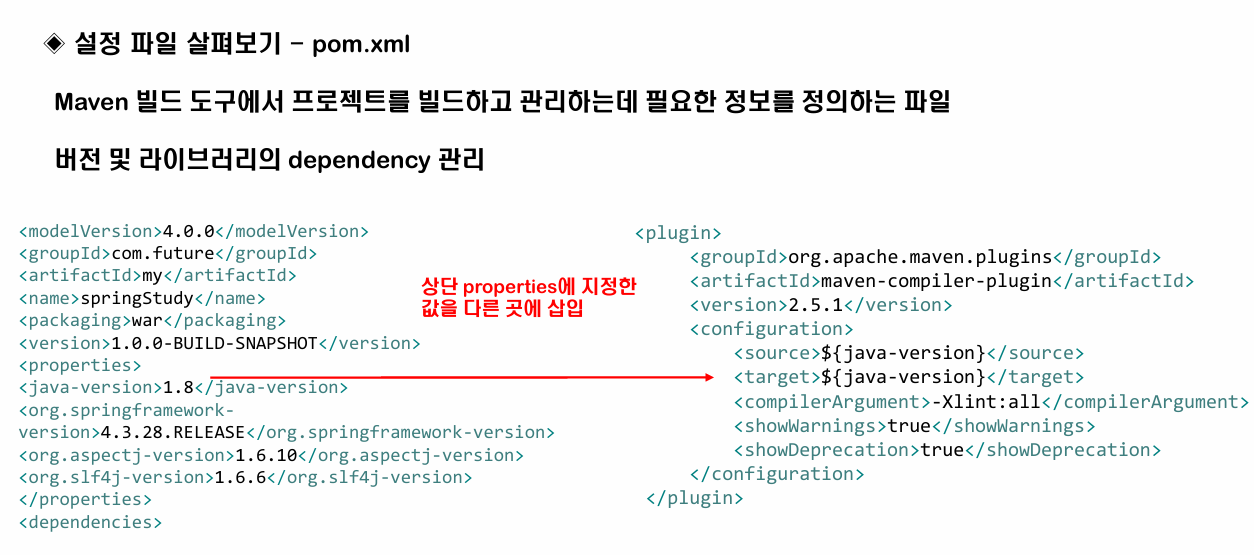 ◈ 설정 파일 살펴보기 – pom.xml
Maven 빌드 도구에서 프로젝트를 빌드하고 관리하는데 필요한 정보를 정의하는 파일
버전 및 라이브러리의 dependency 관리
<modelVersion>4.0.0</modelVersion>
<groupId>com.future</groupId>
<artifactId>my</artifactId>
<name>springStudy</name>
<packaging>war</packaging>
<version>1.0.0-BUILD-SNAPSHOT</version>
<properties>
<java-version>1.8</java-version>
<org.springframework-
version>4.3.28.RELEASE</org.springframework-version>
<org.aspectj-version>1.6.10</org.aspectj-version>
<org.slf4j-version>1.6.6</org.slf4j-version>
</properties>
<dependencies>
상단 properties에 지정한
값을 다른 곳에 삽입
<plugin>
<groupId>org.apache.maven.plugins</groupId>
<artifactId>maven-compiler-plugin</artifactId>
<version>2.5.1</version>
<configuration>
<source>${java-version}</source>
<target>${java-version}</target>
<compilerArgument>-Xlint:all</compilerArgument>
<showWarnings>true</showWarnings>
<showDeprecation>true</showDeprecation>
</configuration>
</plugin>